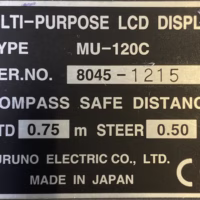 LTI-PURPOSE LCD DISPL
YPE MU-120C
ER.NO. 8045-1215
OMPASS SAFE DISTAN
TD 0.75 m STEER 0.50
URUNO ELECTRIC CO., LTD.
MADE IN JAPAN C